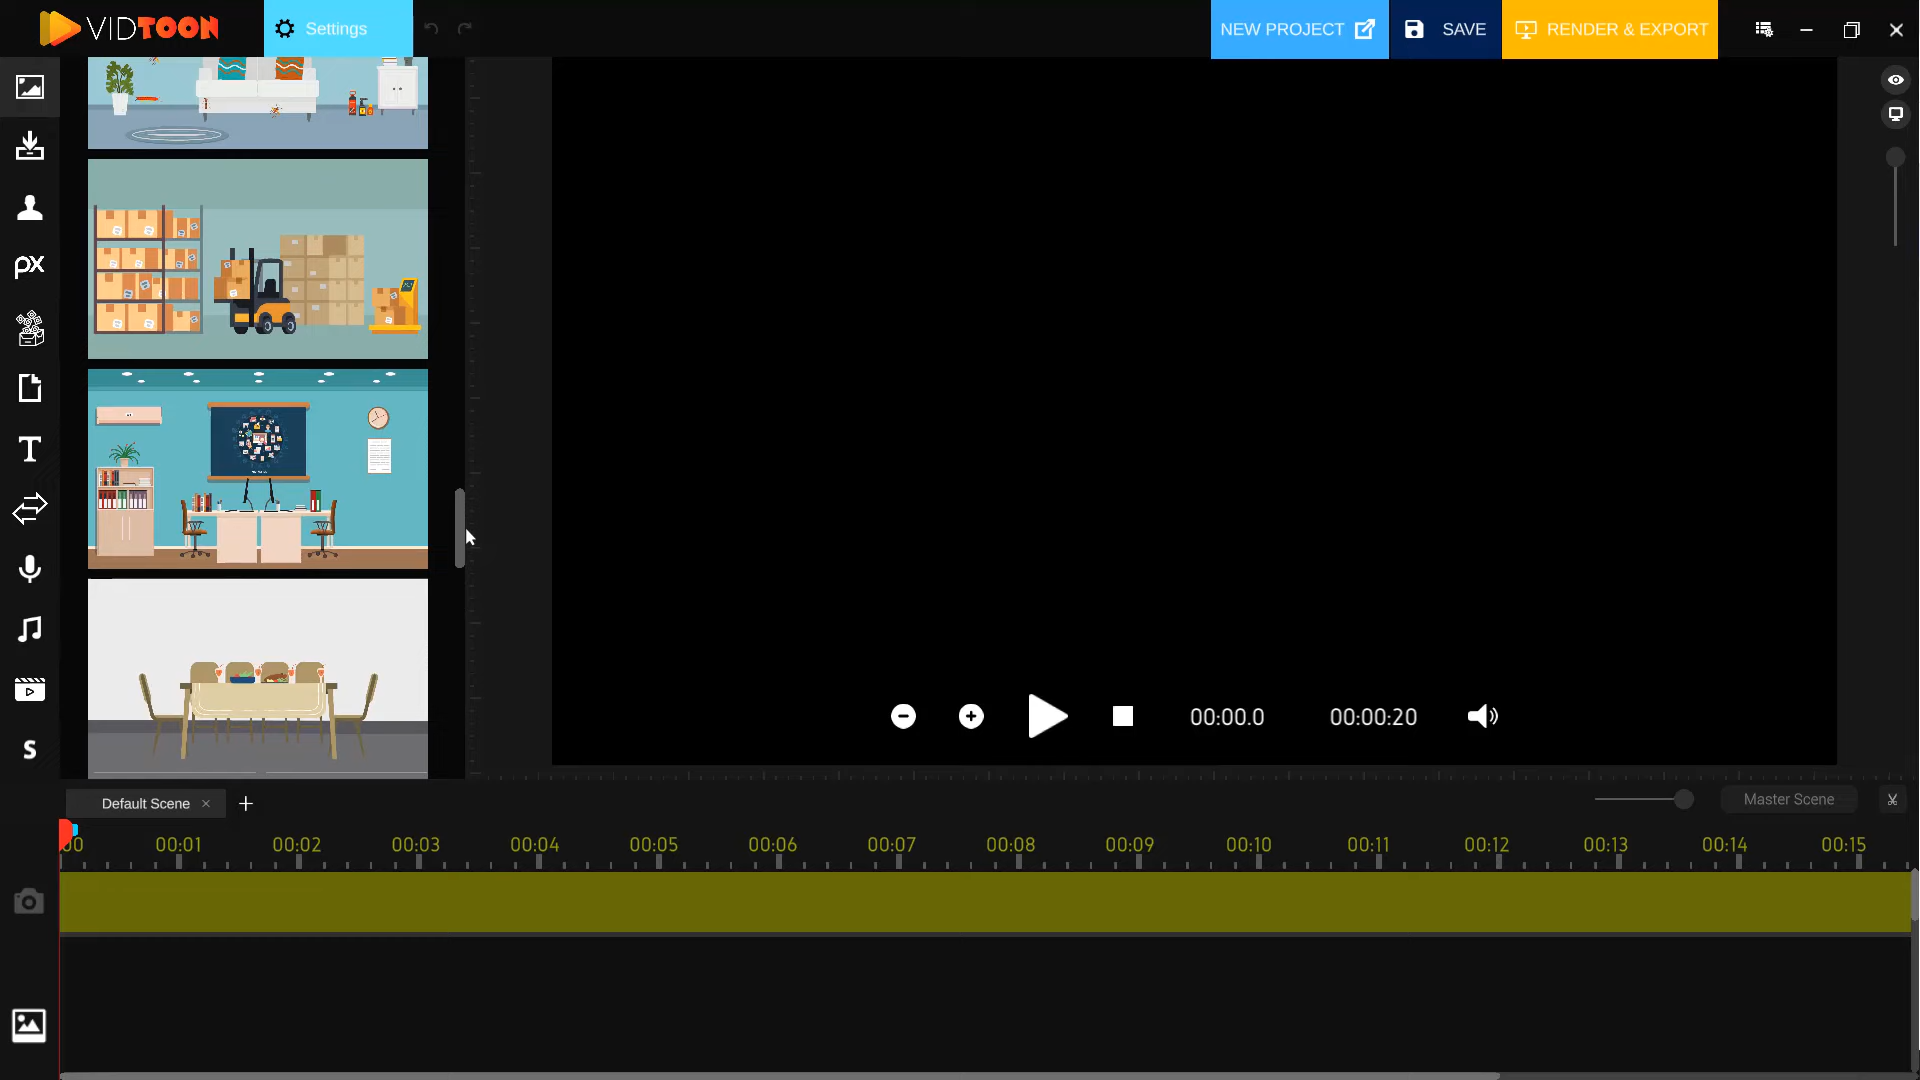 VIDTOON
Settings
NEW PROJECT
SAVE
RENDER & EXPORT
px
T
S
00:00.0
00:00:20
Default Scene
Master Scene
00
00:01
00:02
00:03
00:04
00:05
00:06
00:07
00:08
00:09
00:10
00:11
00:12
00:13
00:14
00:15